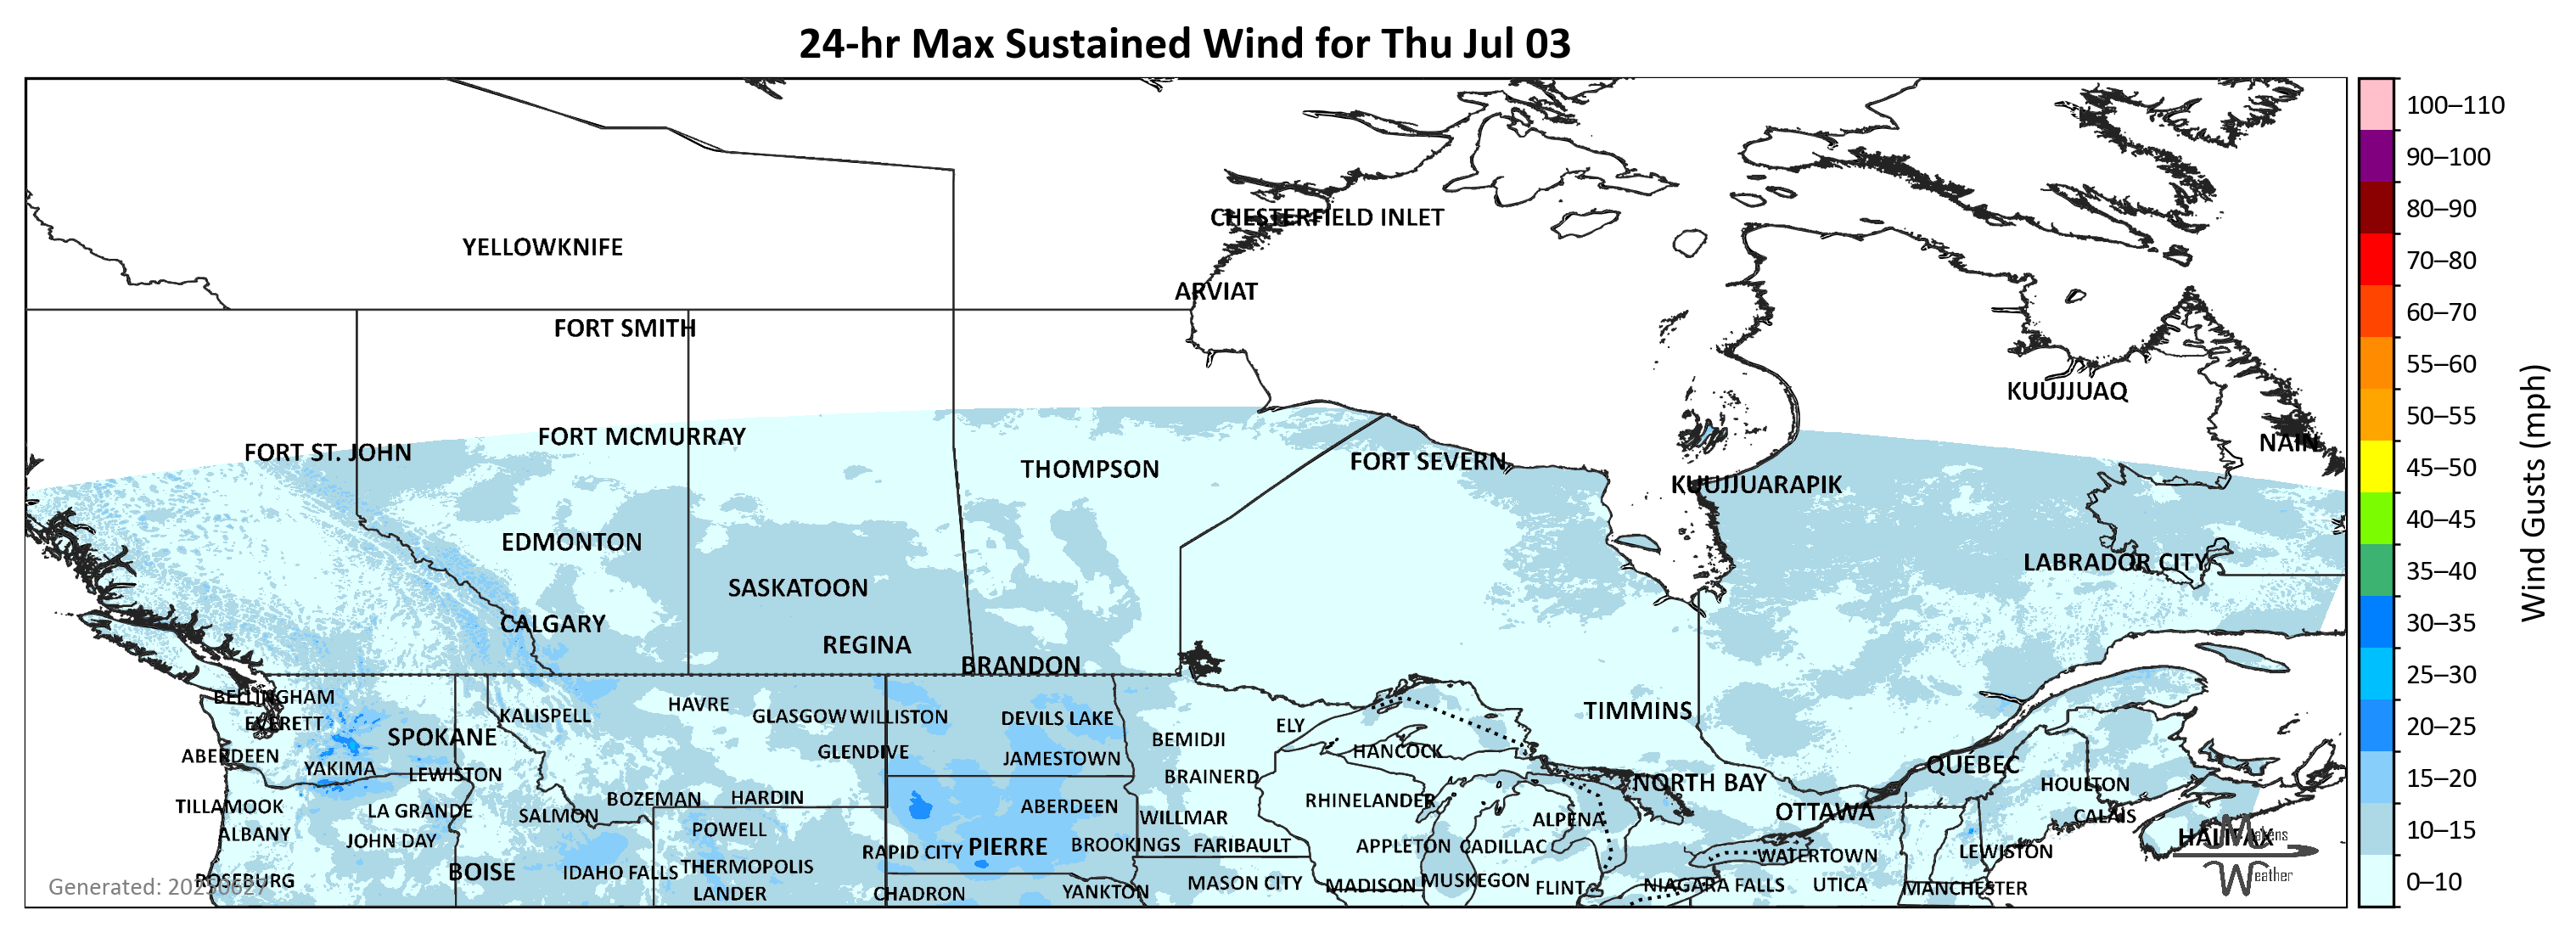 24-hr Max Sustained Wind for Thu Jul 03
100–110
90–100
CHESTERFIELD INLET
80–90
YELLOWKNIFE
70–80
ARVIAT
60–70
FORT SMITH
55–60
KUUJJUAQ
50–55
FORT MCMURRAY
NAIN
FORT ST. JOHN
THOMPSON
FORT SEVERN
45–50
KUUJJUARAPIK
40–45
Wind Gusts (mph)
EDMONTON
LABRADOR CITY
35–40
SASKATOON
CALGARY
30–35
REGINA
BRANDON
25–30
BELLINGHAM
HAVRE
KALISPELL
GLASGOW
WILLISTON
DEVILS LAKE
TIMMINS
EVERETT
ELY
20–25
SPOKANE
BEMIDJI
ABERDEEN
GLENDIVE
JAMESTOWN
HANCOCK
QUÉBEC
YAKIMA
LEWISTON
BRAINERD
NORTH BAY
HOULTON
15–20
TILLAMOOK
LA GRANDE
BOZEMAN
HARDIN
ABERDEEN
RHINELANDER
OTTAWA
CALAIS
SALMON
WILLMAR
ALPENA
ALBANY
JOHN DAY
POWELL
HALIFAX
Makens
10–15
RAPID CITY
PIERRE
BROOKINGS
FARIBAULT
APPLETON
CADILLAC
WATERTOWN
LEWISTON
BOISE
IDAHO FALLS
THERMOPOLIS
Weather
ROSEBURG
Generated: 20250627
LANDER
CHADRON
YANKTON
MASON CITY
MADISON
MUSKEGON
FLINT
NIAGARA FALLS
UTICA
MANCHESTER
0–10